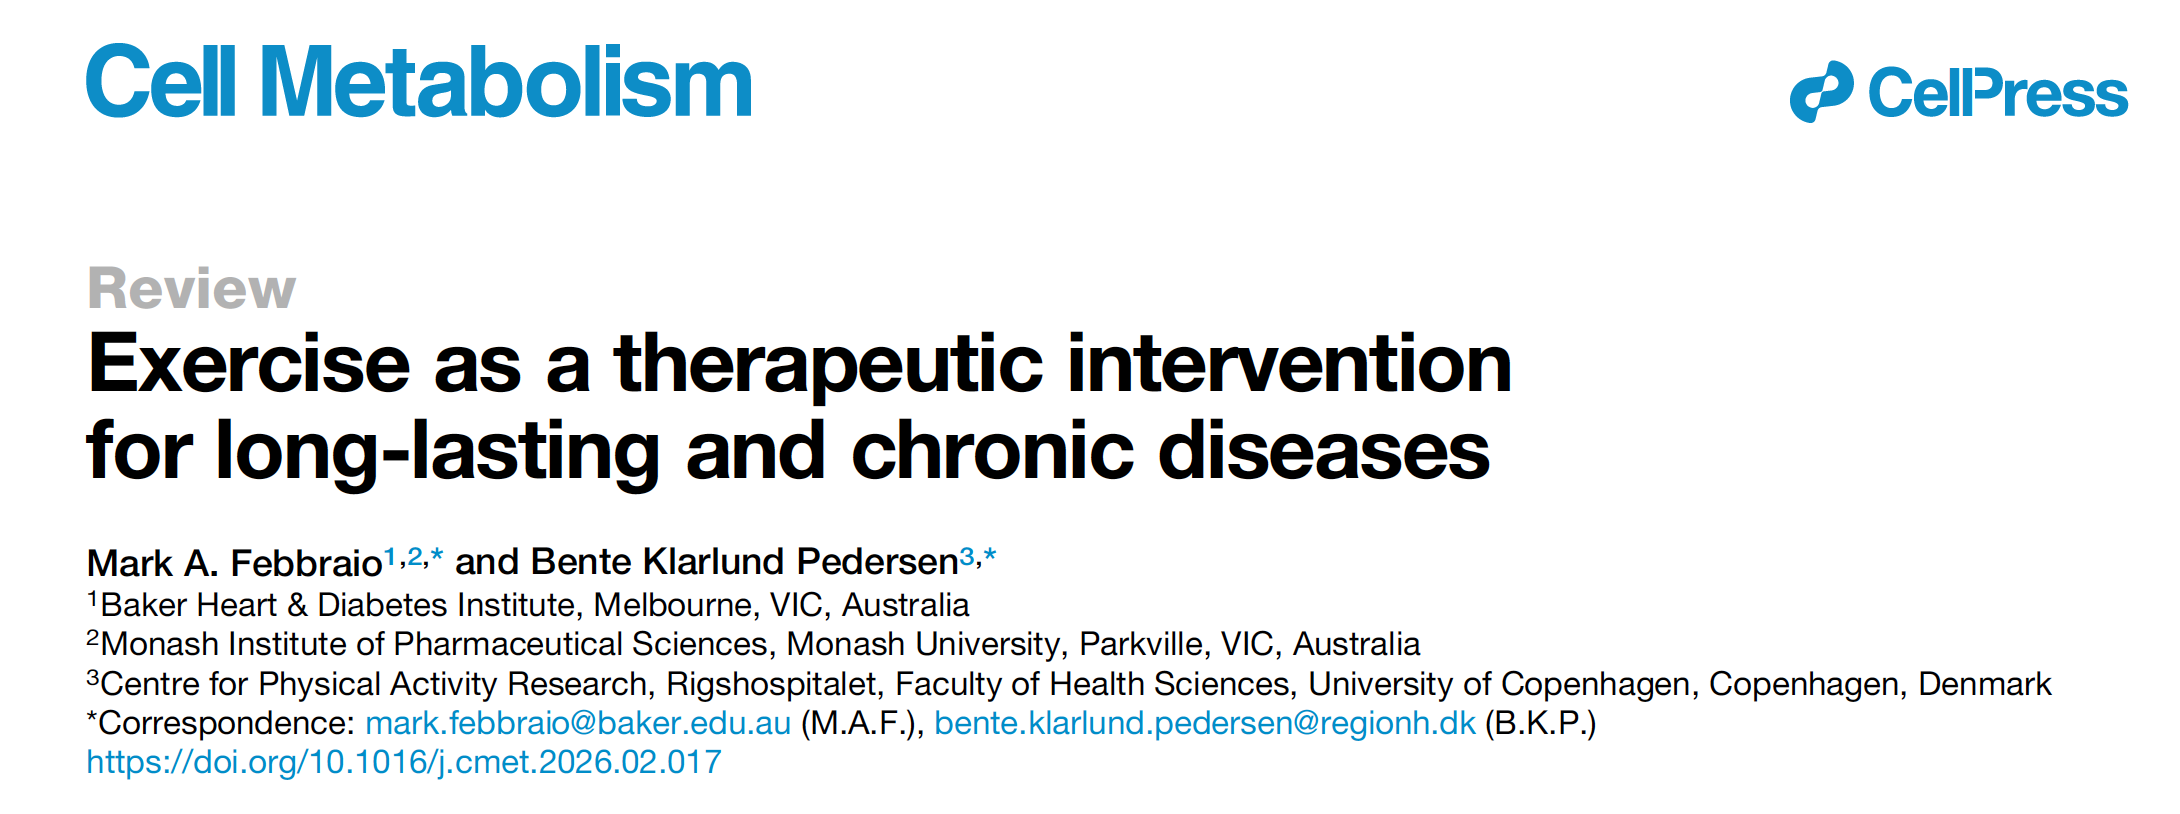 Cell Metabolism
CellPress
Review
Exercise as a therapeutic intervention
for long-lasting and chronic diseases
Mark A. Febbraio1,2,* and Bente Klarlund Pedersen3,*
1Baker Heart & Diabetes Institute, Melbourne, VIC, Australia
2Monash Institute of Pharmaceutical Sciences, Monash University, Parkville, VIC, Australia
3Centre for Physical Activity Research, Rigshospitalet, Faculty of Health Sciences, University of Copenhagen, Copenhagen, Denmark
*Correspondence: mark.febbraio@baker.edu.au (M.A.F.), bente.klarlund.pedersen@regionh.dk (B.K.P.)
https://doi.org/10.1016/j.cmet.2026.02.017